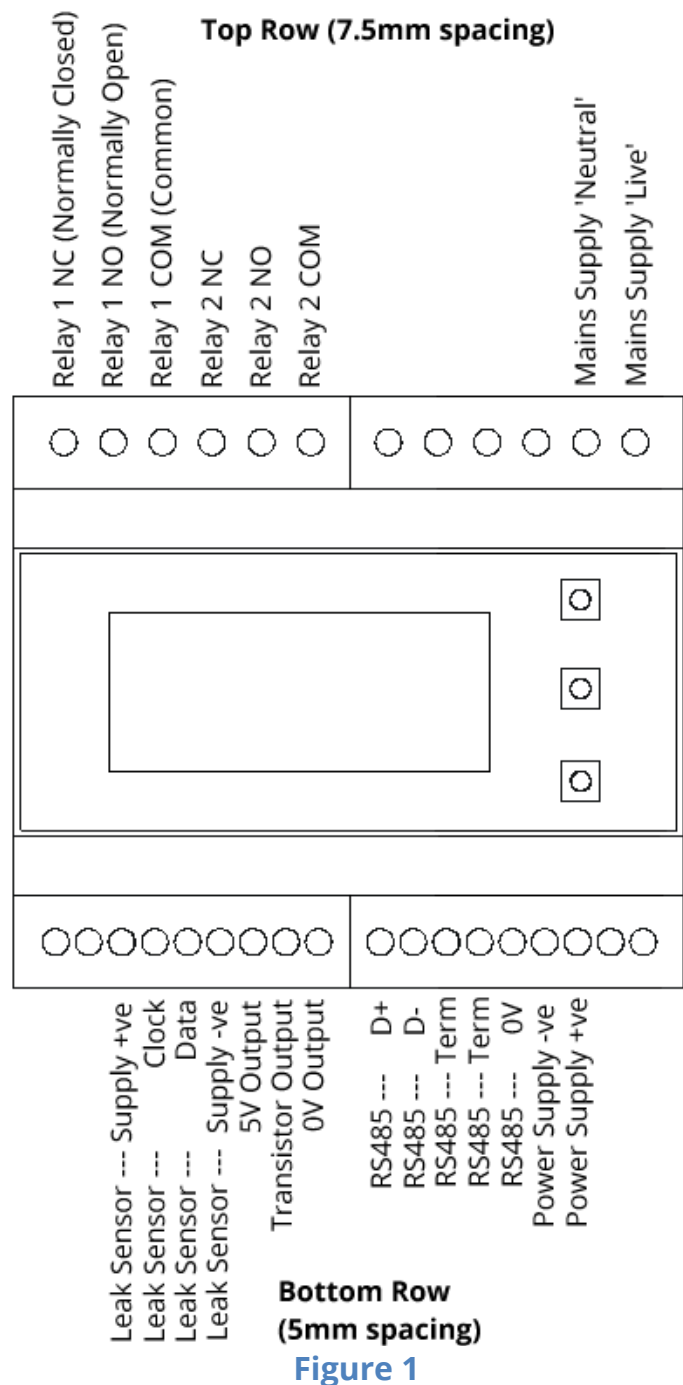 Top Row (7.5mm spacing)
Relay 1 NC (Normally Closed)
Relay 1 NO (Normally Open)
Relay 1 COM (Common)
Relay 2 NC
Relay 2 NO
Relay 2 COM
Mains Supply 'Neutral'
Mains Supply 'Live'
Leak Sensor --- Supply +ve
Leak Sensor --- Clock
Leak Sensor --- Data
Leak Sensor --- Supply -ve
5V Output
Transistor Output
0V Output
RS485 --- D+
RS485 --- D-
RS485 --- Term
RS485 --- Term
RS485 --- 0V
Power Supply -ve
Power Supply +ve
Bottom Row
(5mm spacing)
Figure 1